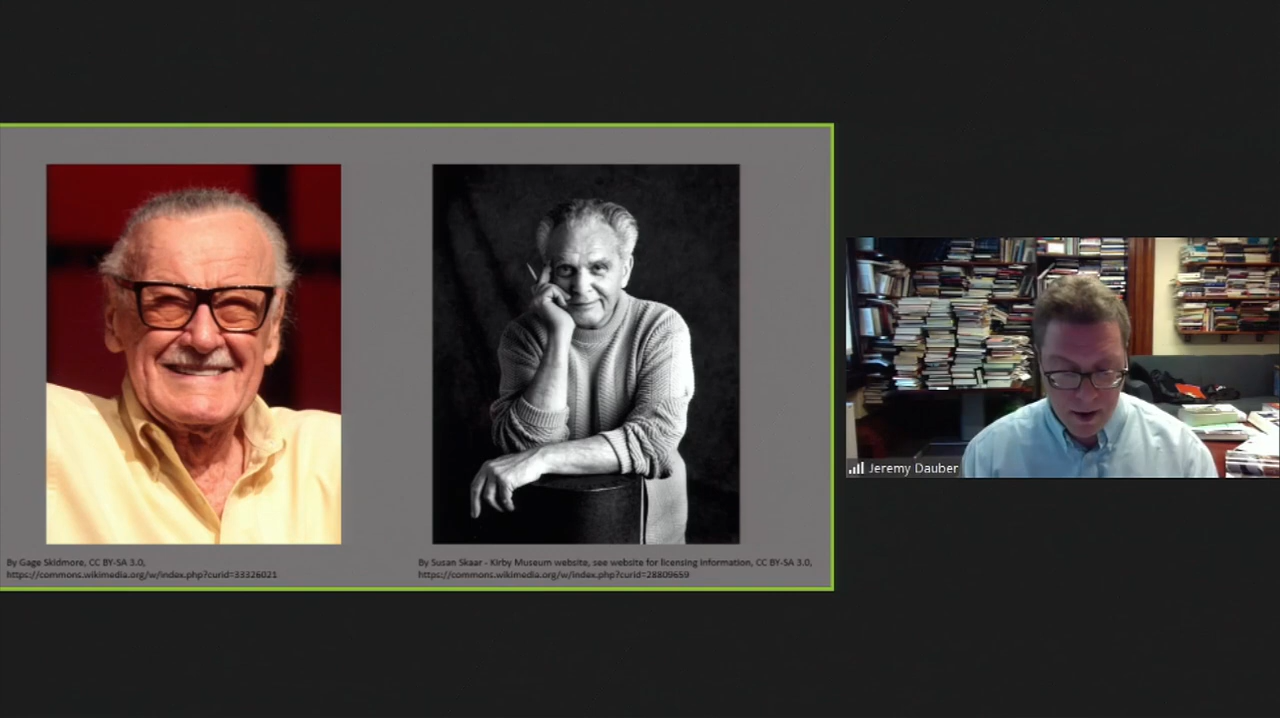 By Gage Skidmore, CC BY-SA 3.0,
https://commons.wikimedia.org/w/index.php?curid=33326021
By Susan Skaar - Kirby Museum website, see website for licensing information, CC BY-SA 3.0,
https://commons.wikimedia.org/w/index.php?curid=28809659
Jeremy Dauber